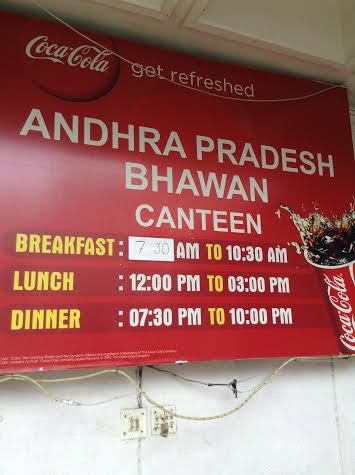 Coca-Cola get refreshed
ANDHRA PRADESH
BHAWAN
CANTEEN
BREAKFAST : 7 30 AM TO 10:30 AM
LUNCH : 12:00 PM TO 03:00 PM
DINNER : 07:30 PM TO 10:00 PM
Coca-Cola